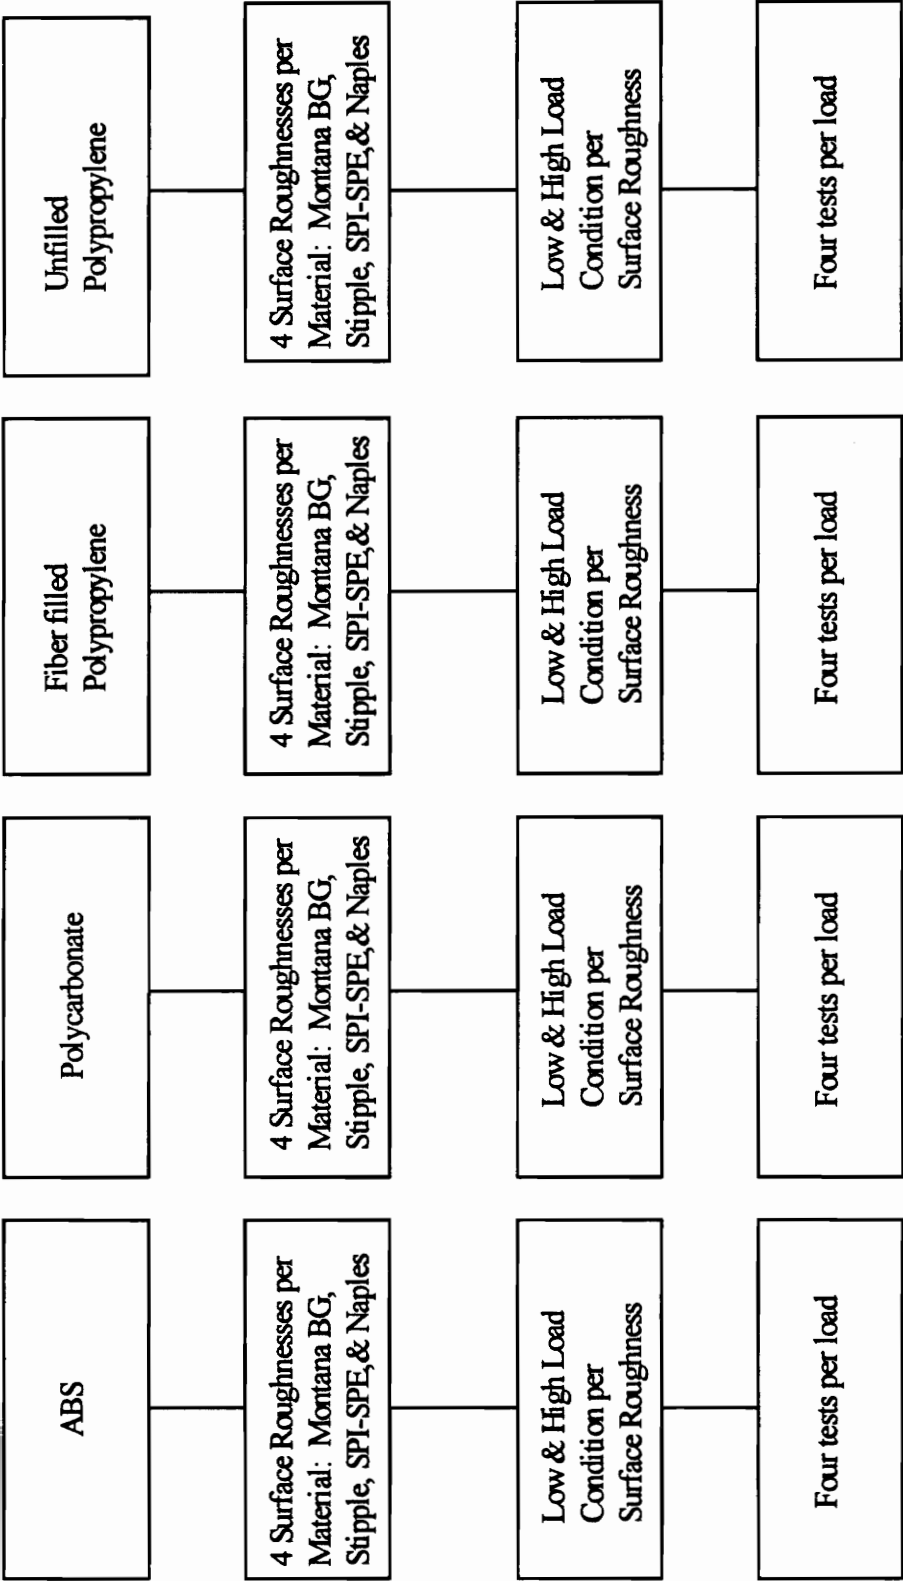 ABS
4 Surface Roughnesses per
Material: Montana BG,
Stipple, SPI-SPE,& Naples
Low & High Load
Condition per
Surface Roughness
Four tests per load
Polycarbonate
4 Surface Roughnesses per
Material: Montana BG,
Stipple, SPI-SPE,& Naples
Low & High Load
Condition per
Surface Roughness
Four tests per load
Fiber filled
Polypropylene
4 Surface Roughnesses per
Material: Montana BG,
Stipple, SPI-SPE,& Naples
Low & High Load
Condition per
Surface Roughness
Four tests per load
Unfilled
Polypropylene
4 Surface Roughnesses per
Material: Montana BG,
Stipple, SPI-SPE,& Naples
Low & High Load
Condition per
Surface Roughness
Four tests per load